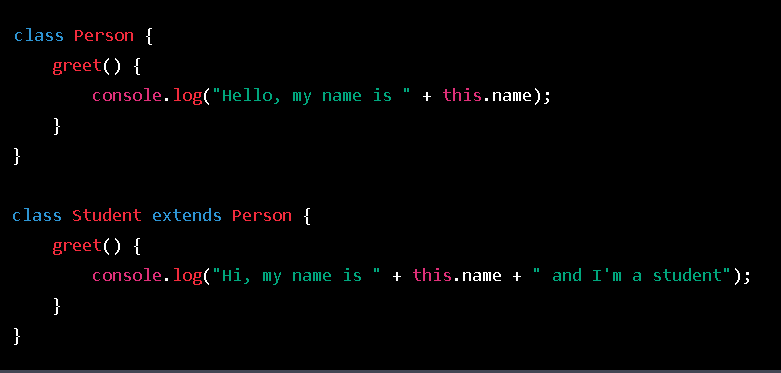 class Person {
    greet() {
        console.log("Hello, my name is " + this.name);
    }
}

class Student extends Person {
    greet() {
        console.log("Hi, my name is " + this.name + " and I'm a student");
    }
}